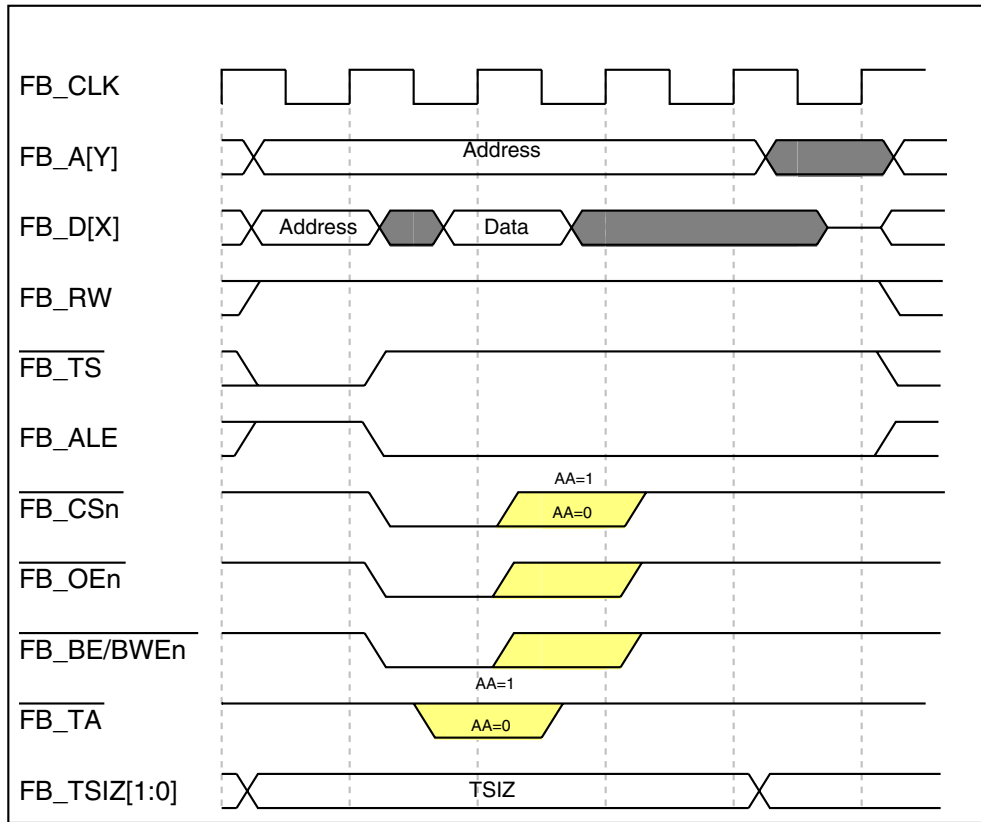 FB_CLK
FB_A[Y]
Address
FB_D[X]
Address
Data
FB_RW
FB_TS
FB_ALE
AA=1
FB_CSn
AA=0
FB_OEn
FB_BE/BWEn
AA=1
FB_TA
AA=0
FB_TSIZ[1:0]
TSIZ